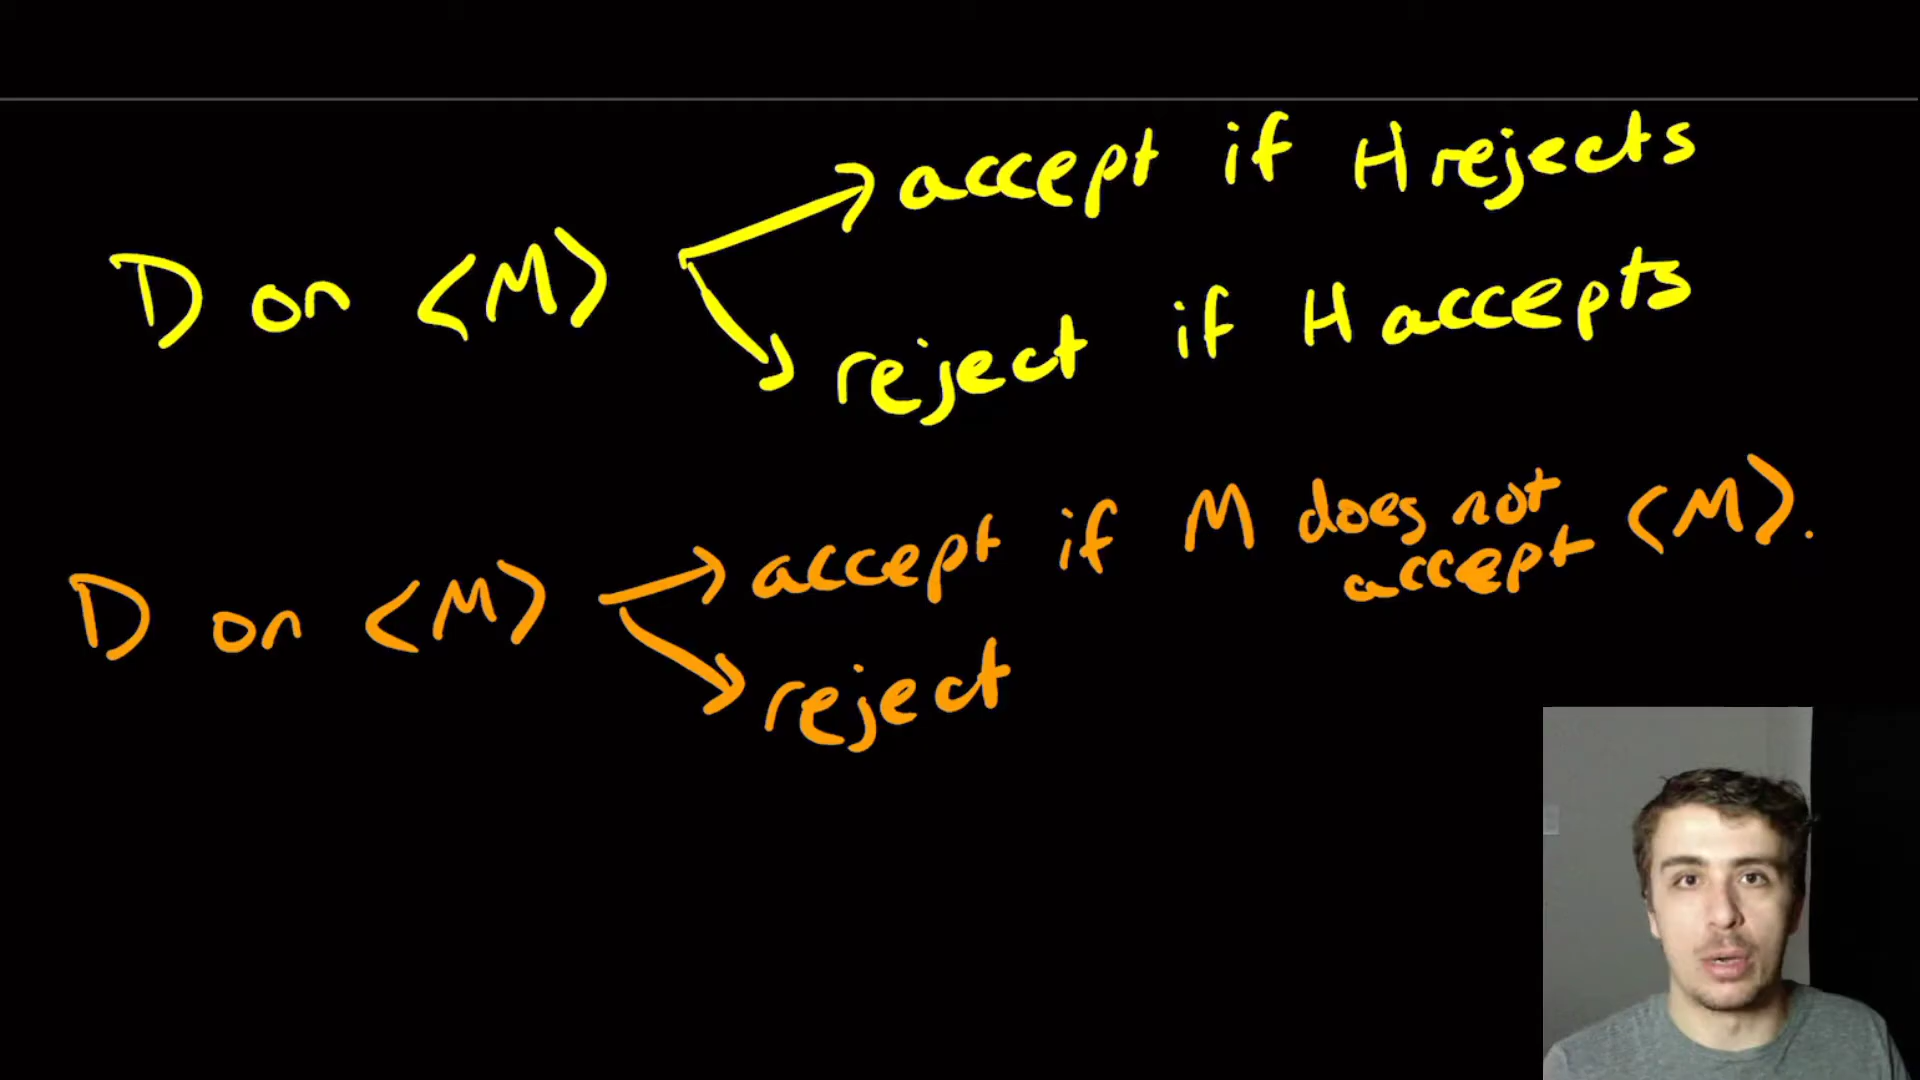 accept if H rejects
D on <M>
reject if H accepts
accept if M does not accept <M>.
D on <M>
reject